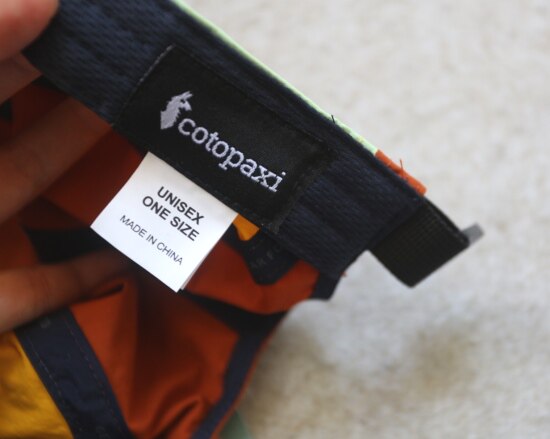 cotopaxi
UNISEX
ONE SIZE
MADE IN CHINA